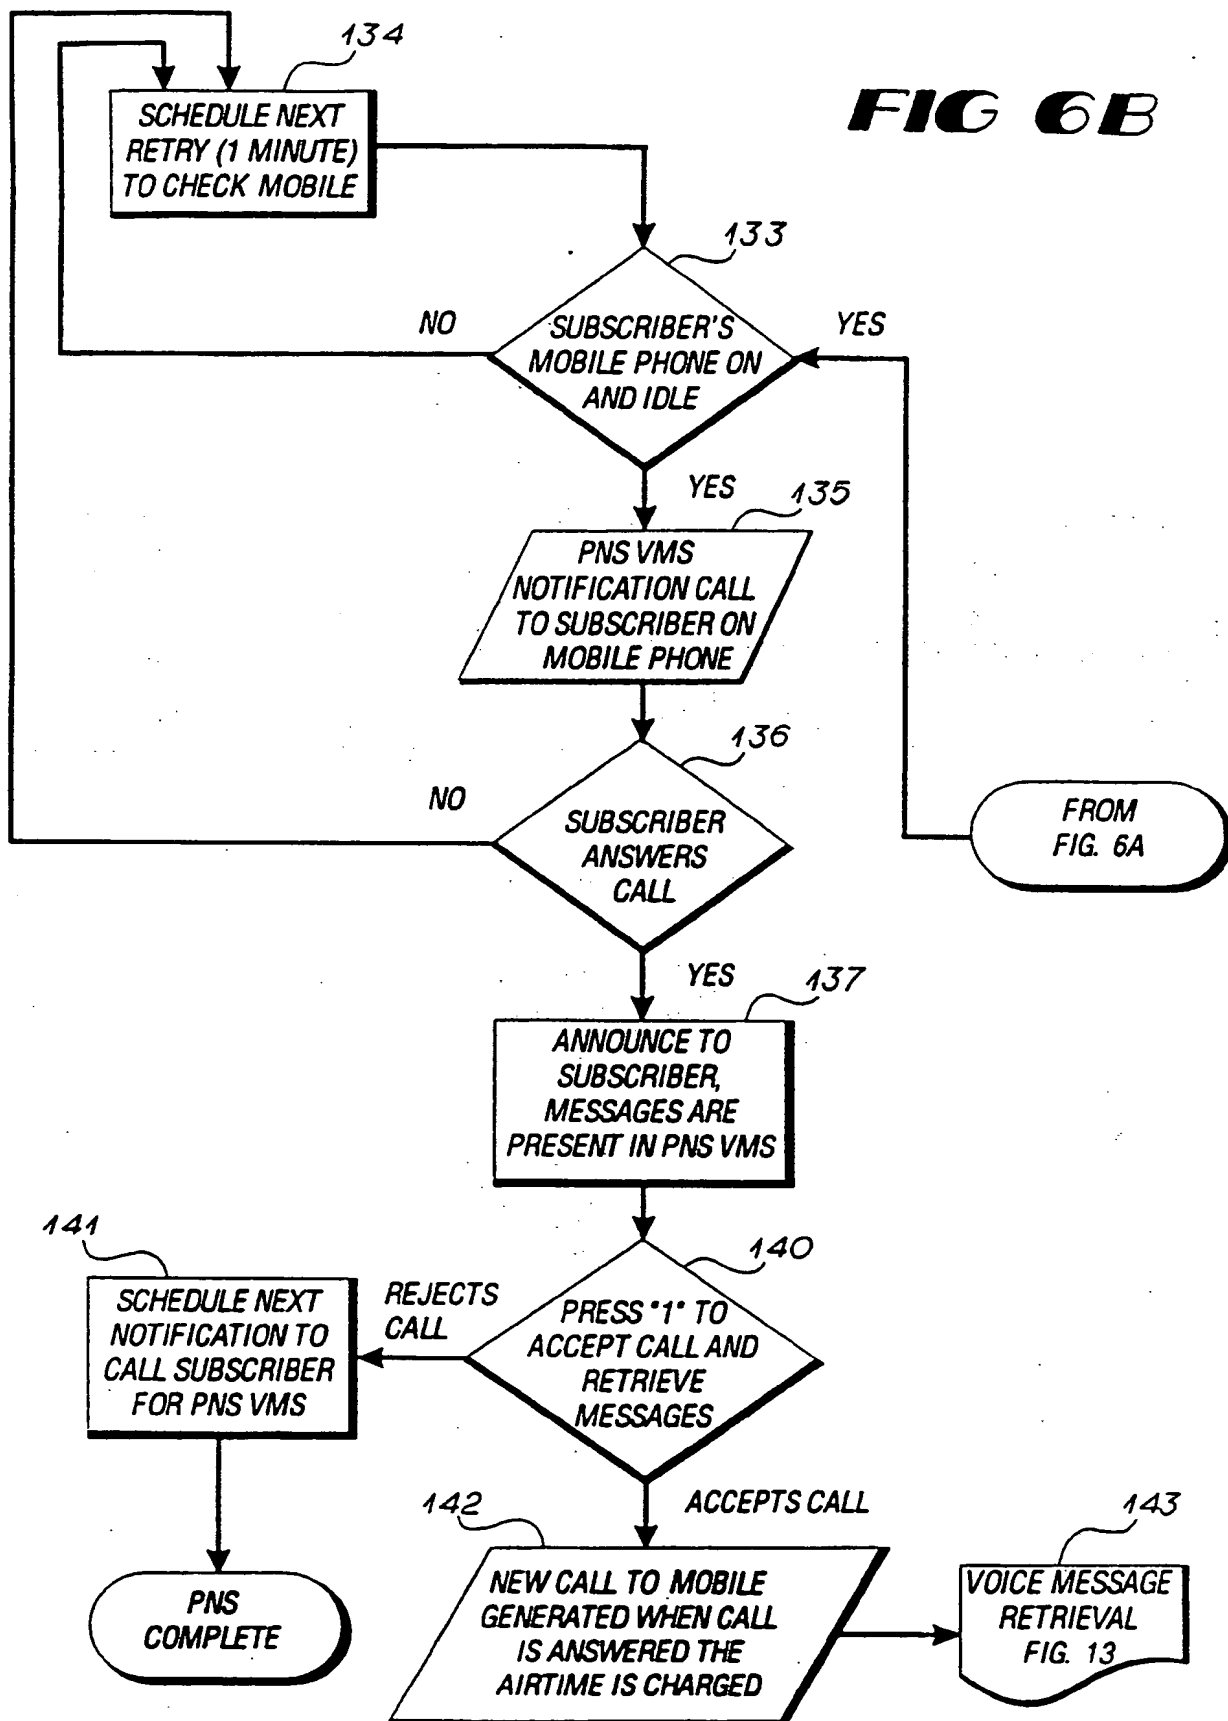 FIG 6B
134
SCHEDULE NEXT
RETRY (1 MINUTE)
TO CHECK MOBILE
133
NO
SUBSCRIBER'S
MOBILE PHONE ON
AND IDLE
YES
YES
135
PNS VMS
NOTIFICATION CALL
TO SUBSCRIBER ON
MOBILE PHONE
136
NO
SUBSCRIBER
ANSWERS
CALL
FROM
FIG. 6A
YES
137
ANNOUNCE TO
SUBSCRIBER,
MESSAGES ARE
PRESENT IN PNS VMS
141
SCHEDULE NEXT
NOTIFICATION TO
CALL SUBSCRIBER
FOR PNS VMS
REJECTS
CALL
140
PRESS "1" TO
ACCEPT CALL AND
RETRIEVE
MESSAGES
PNS
COMPLETE
ACCEPTS CALL
142
NEW CALL TO MOBILE
GENERATED WHEN CALL
IS ANSWERED THE
AIRTIME IS CHARGED
143
VOICE MESSAGE
RETRIEVAL
FIG. 13